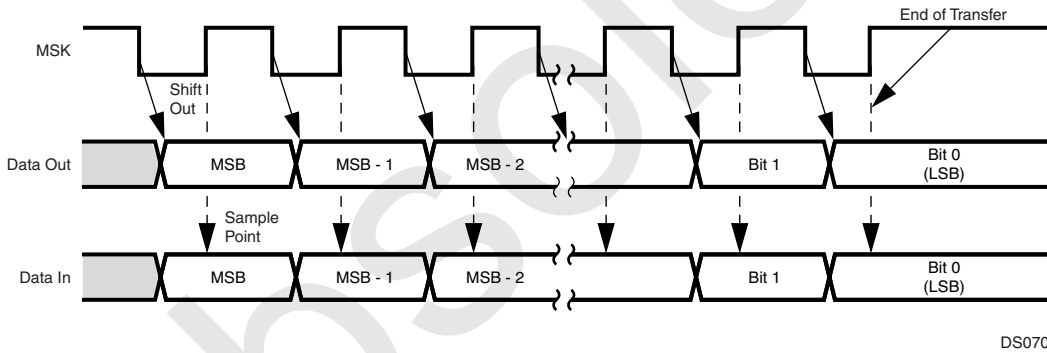 End of Transfer
MSK
Shift
Out
Data Out
MSB
MSB - 1
MSB - 2
Bit 1
Bit 0
(LSB)
Sample
Point
Data In
MSB
MSB - 1
MSB - 2
Bit 1
Bit 0
(LSB)
DS070